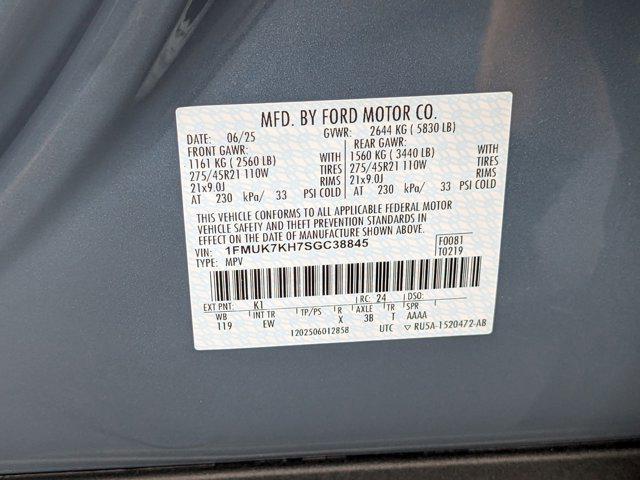 MFD. BY FORD MOTOR CO.
DATE: 06/25 GVWR: 2644 KG ( 5830 LB)
FRONT GAWR: REAR GAWR:
1161 KG ( 2560 LB) WITH 1560 KG ( 3440 LB) WITH
275/45R21 110W TIRES 275/45R21 110W TIRES
21x9.0J RIMS 21x9.0J RIMS
AT 230 kPa/ 33 PSI COLD AT 230 kPa/ 33 PSI COLD
THIS VEHICLE CONFORMS TO ALL APPLICABLE FEDERAL MOTOR
VEHICLE SAFETY AND THEFT PREVENTION STANDARDS IN
EFFECT ON THE DATE OF MANUFACTURE SHOWN ABOVE.
VIN: 1FMUK7KH7SGC38845 F0081
TYPE: MPV T0219
EXT PNT: K1 RC: 24 DSO:
WB INT TR TP/PS R AXLE TR SPR
119 EW X 3B T AAAA
1202506012858 UTC ▽ RU5A-1520472-AB